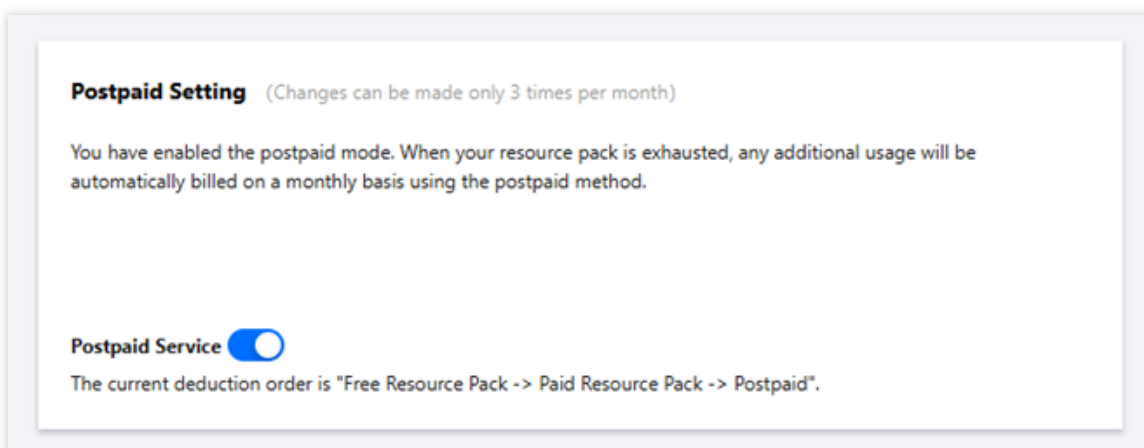 Postpaid Setting (Changes can be made only 3 times per month)
You have enabled the postpaid mode. When your resource pack is exhausted, any additional usage will be
automatically billed on a monthly basis using the postpaid method.
Postpaid Service
The current deduction order is "Free Resource Pack -> Paid Resource Pack -> Postpaid".